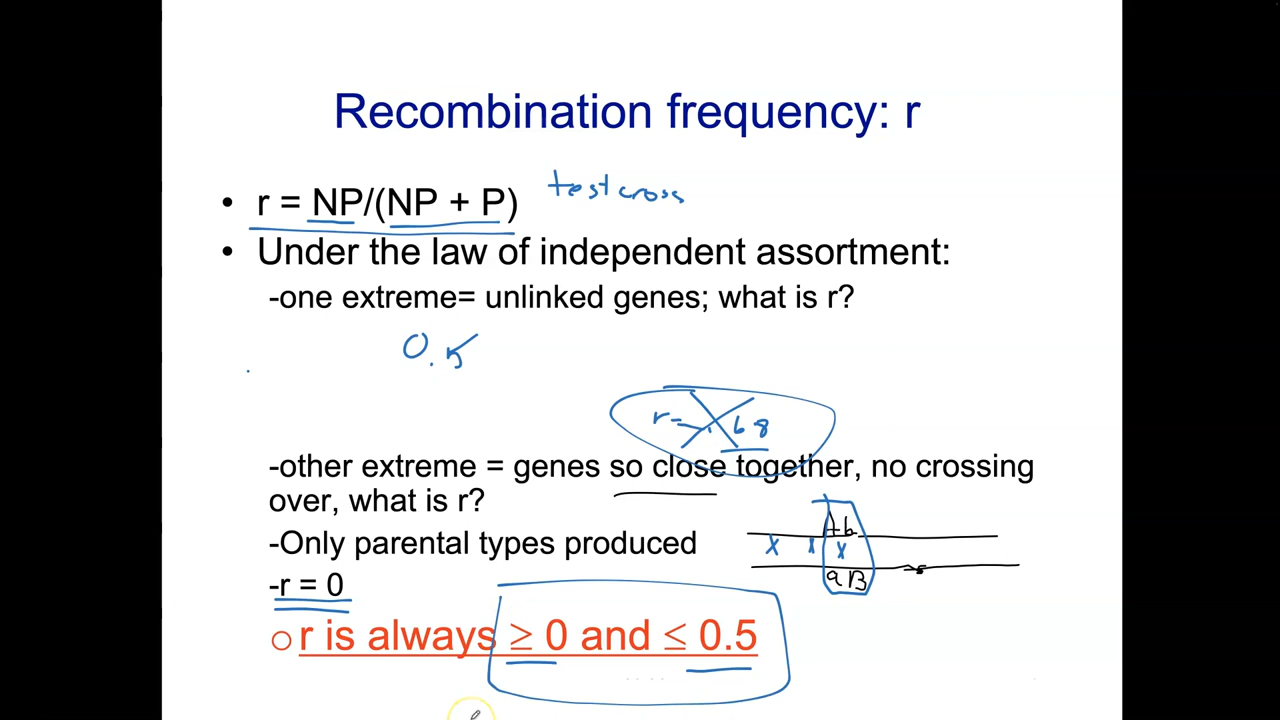 Recombination frequency: r
• r = NP/(NP + P) testcross
• Under the law of independent assortment:
-one extreme= unlinked genes; what is r?
0.5
r= .68
-other extreme = genes so close together, no crossing
over, what is r?
Ab
-Only parental types produced
x x x
aB
-r = 0
○ r is always ≥ 0 and ≤ 0.5